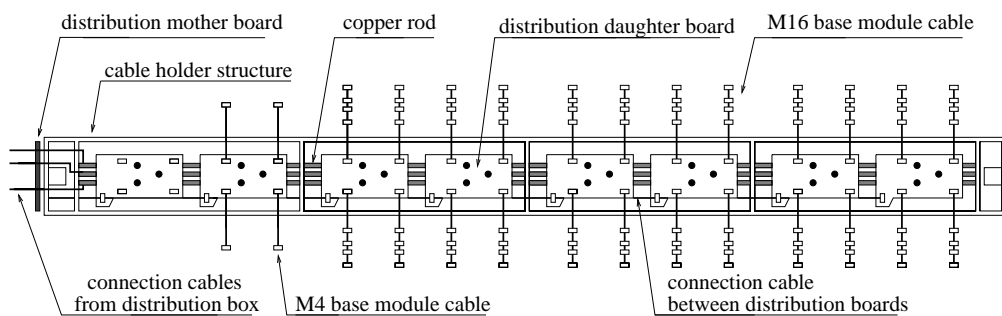 distribution mother board
copper rod
distribution daughter board
M16 base module cable
cable holder structure
connection cables
from distribution box
M4 base module cable
connection cable
between distribution boards